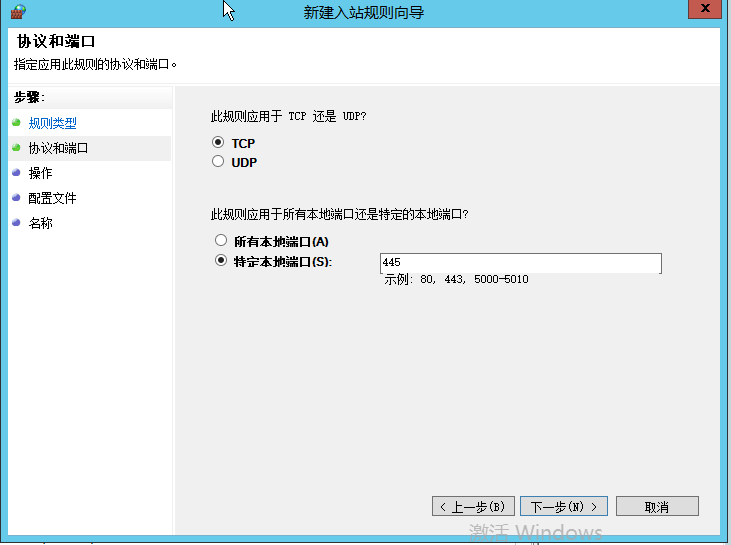 新建入站规则向导
x
协议和端口
指定应用此规则的协议和端口。
步骤:
规则类型
协议和端口
操作
配置文件
名称
此规则应用于 TCP 还是 UDP?
TCP
UDP
此规则应用于所有本地端口还是特定的本地端口?
所有本地端口(A)
特定本地端口(S):
445
示例: 80, 443, 5000-5010
< 上一步(B)
下一步(N) >
取消
激活 Windows